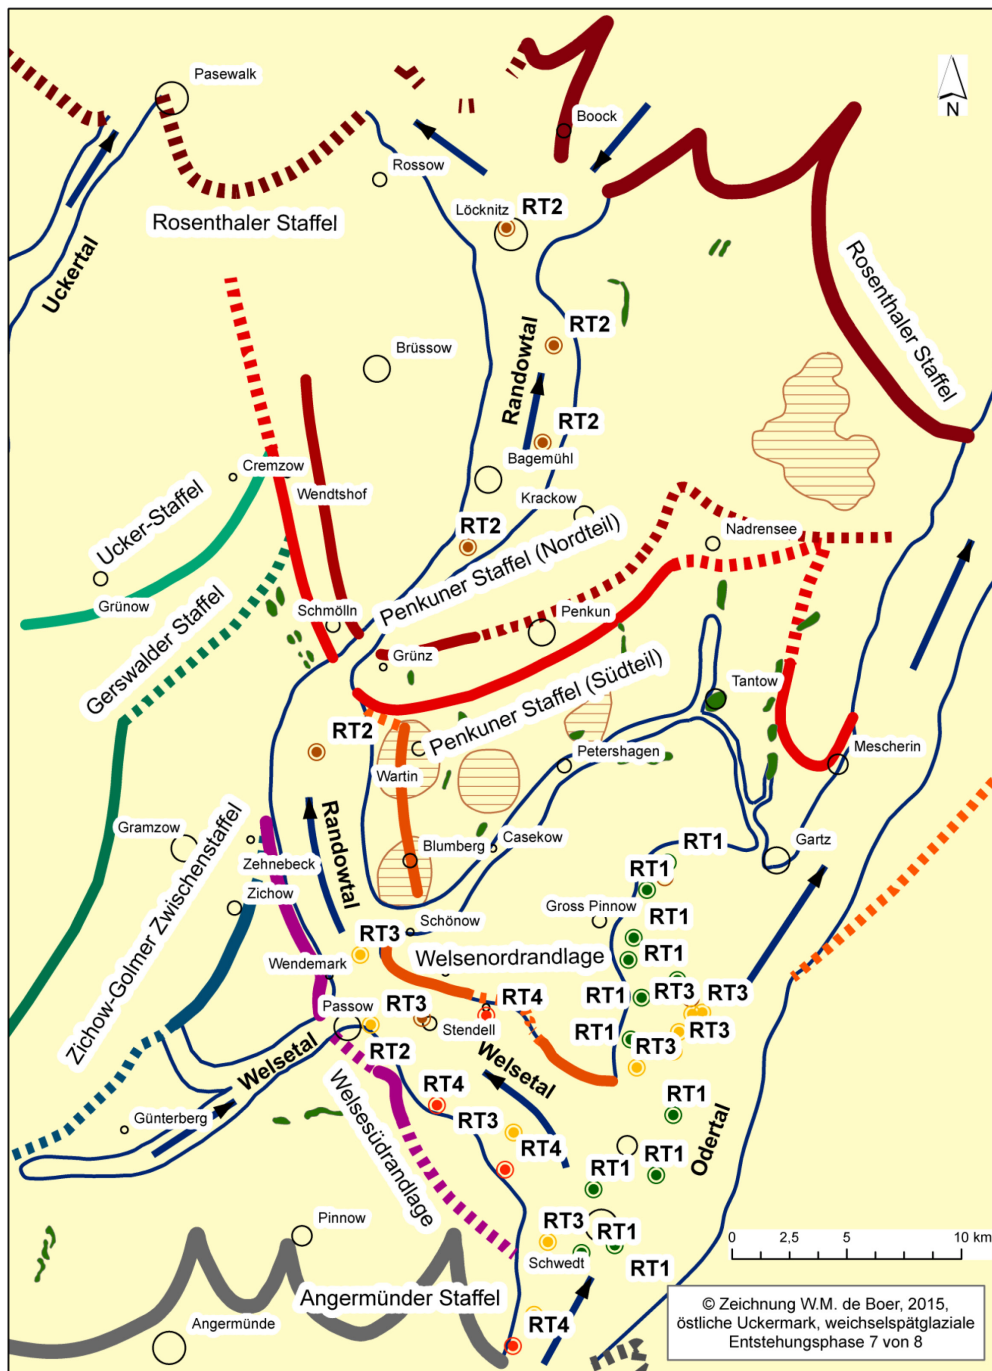 Pasewalk
N
Boock
Rossow
RT2
Löcknitz
Rosenthaler Staffel
Uckertal
Rosenthaler Staffel
RT2
Randowtal
Brüssow
RT2
Bagemühl
Cremzow
Wendtshof
Ucker-Staffel
Krackow
RT2
Nadrensee
Grünow
Penkuner Staffel (Nordteil)
Gerswalder Staffel
Schmölln
Penkun
Grünz
Penkuner Staffel (Südteil)
Tantow
RT2
Petershagen
Mescherin
Wartin
Randowtal
Gramzow
Zehnebeck
Blumberg
Casekow
RT1
Gartz
Zichow-Golmer Zwischenstaffel
Zichow
RT1
Gross Pinnow
Schönow
RT1
RT3
Welsenordrandlage
RT1
Wendemark
RT1
RT3
RT3
RT4
Passow
RT3
Stendell
RT1
RT3
RT2
Welsetal
Welsetal
RT4
RT3
Günterberg
Welsesüdrandlage
RT4
Odertal
RT1
RT1
Pinnow
RT3
RT1
Schwedt
RT1
0 2,5 5 10 km
Angermünder Staffel
Angermünde
RT4
© Zeichnung W.M. de Boer, 2015,
östliche Uckermark, weichselspätglaziale
Entstehungsphase 7 von 8